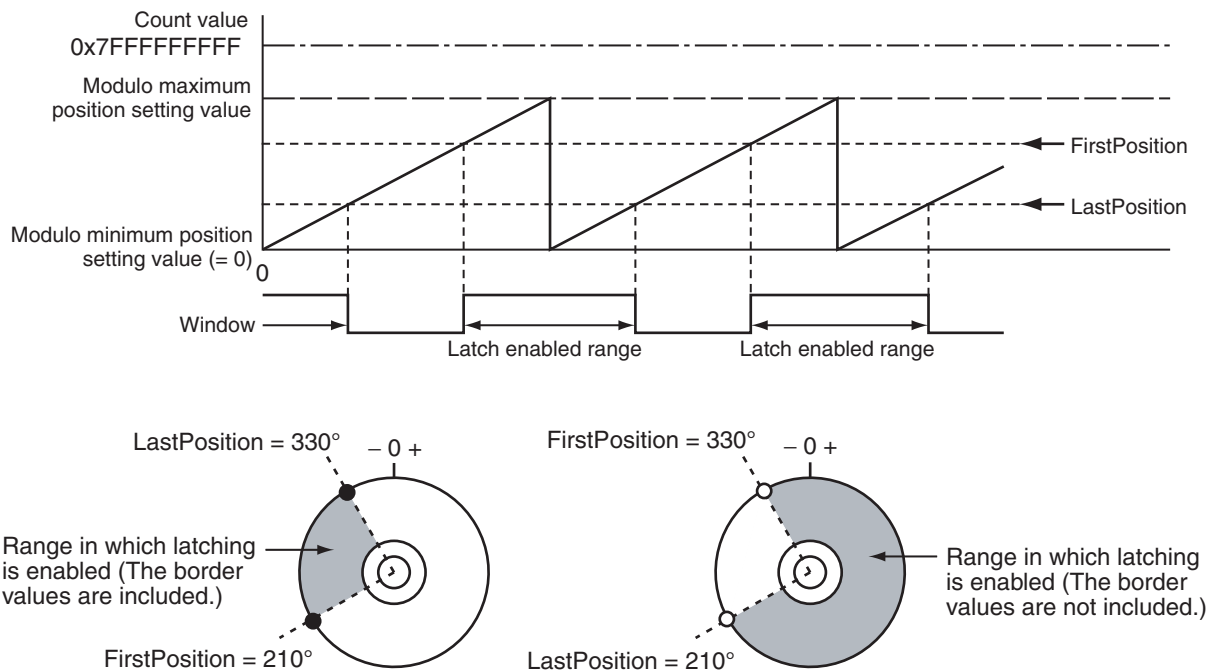 Count value
0x7FFFFFFFFF
Modulo maximum
position setting value
FirstPosition
LastPosition
Modulo minimum position
setting value (= 0)
0
Window
Latch enabled range
Latch enabled range
LastPosition = 330°
– 0 +
Range in which latching
is enabled (The border
values are included.)
FirstPosition = 210°
FirstPosition = 330°
– 0 +
Range in which latching
is enabled (The border
values are not included.)
LastPosition = 210°